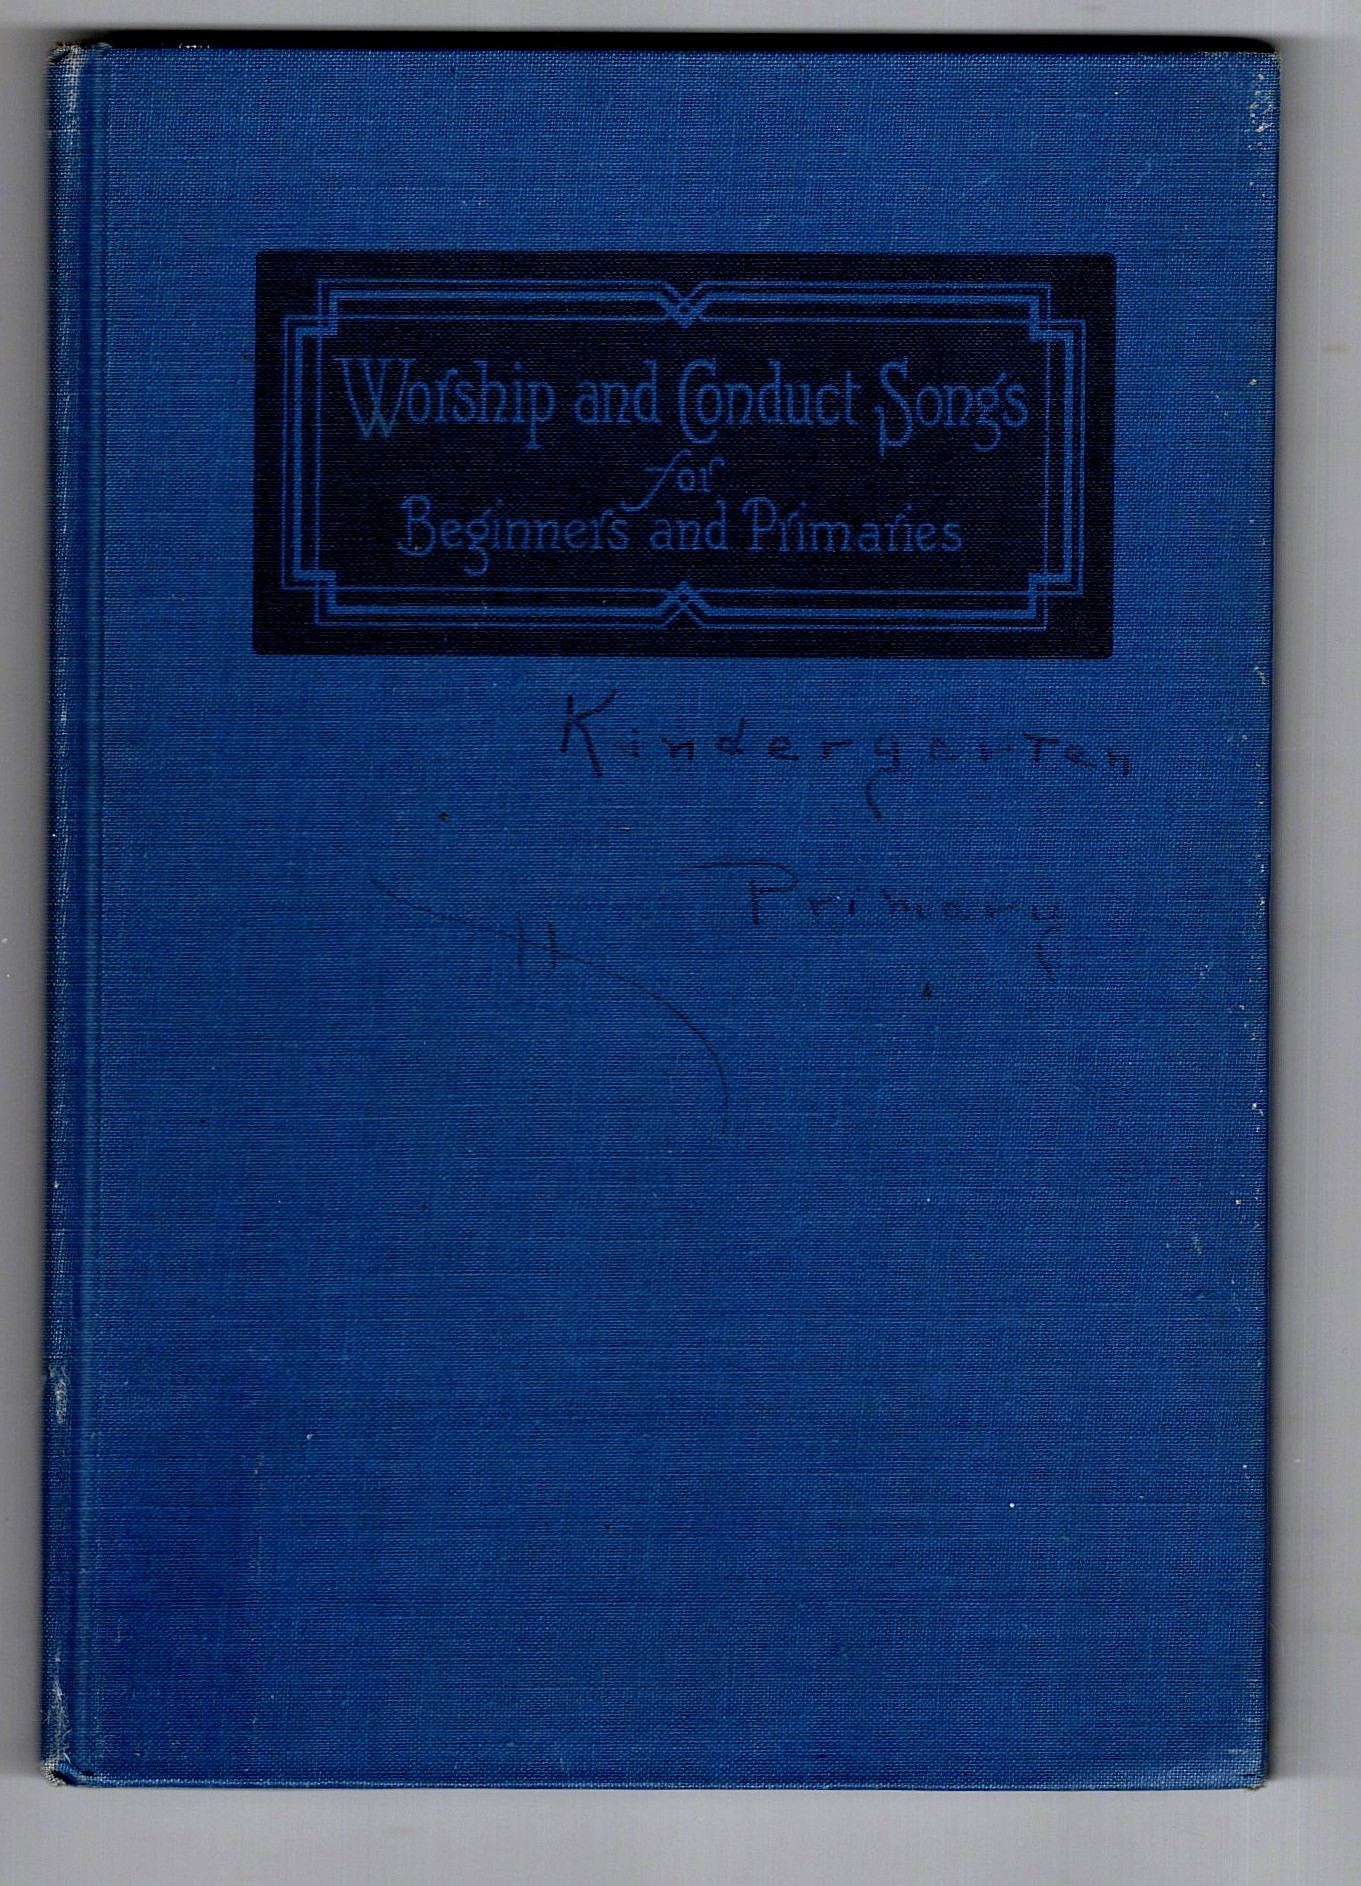 Worship and Conduct Songs
for
Beginners and Primaries
Kindergarten
Primary
H